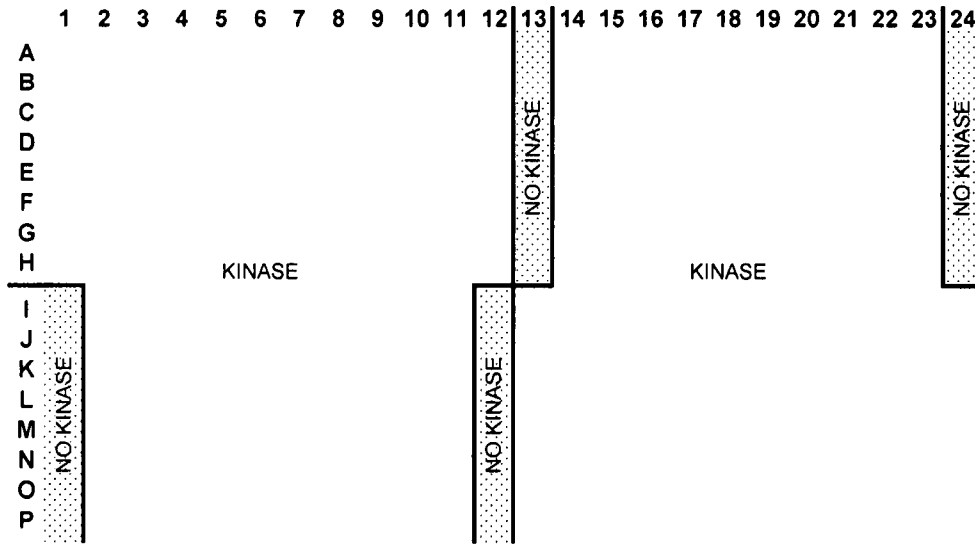 1 2 3 4 5 6 7 8 9 10 11 12 13 14 15 16 17 18 19 20 21 22 23 24
A
B
C
D
E
F
G
H
NO KINASE
NO KINASE
KINASE
KINASE
I
J
K
L
M
N
O
P
NO KINASE
NO KINASE